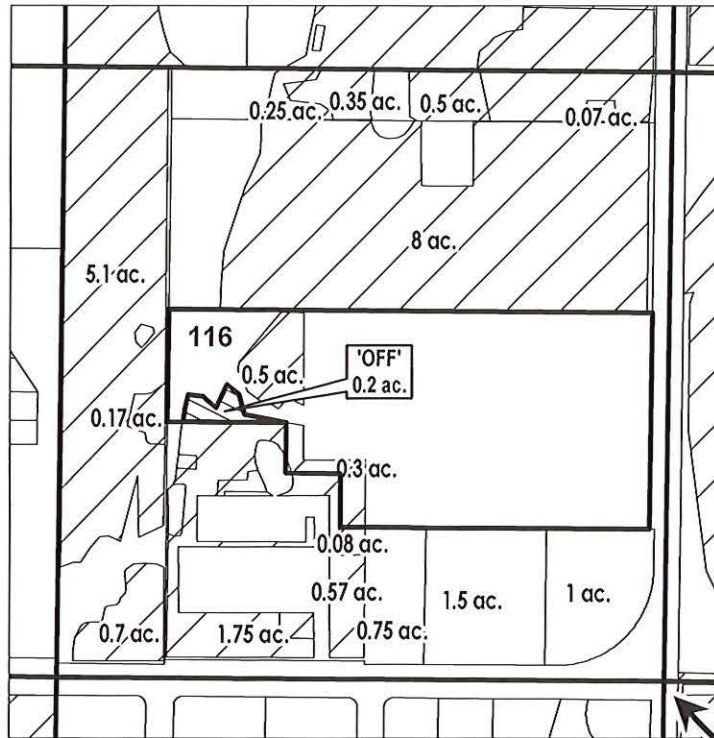 0.25 ac.
0.35 ac.
0.5 ac.
0.07 ac.
8 ac.
5.1 ac.
116
0.5 ac.
'OFF'
0.2 ac.
0.17 ac.
0.3 ac.
0.08 ac.
0.57 ac.
1.5 ac.
1 ac.
0.7 ac.
1.75 ac.
0.75 ac.